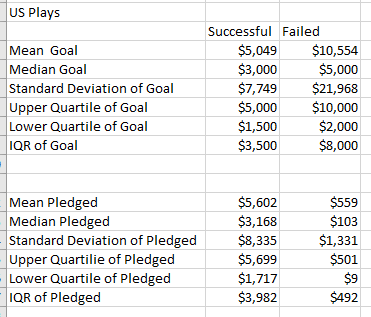 US Plays
Successful Failed
Mean Goal $5,049 $10,554
Median Goal $3,000 $5,000
Standard Deviation of Goal $7,749 $21,968
Upper Quartile of Goal $5,000 $10,000
Lower Quartile of Goal $1,500 $2,000
IQR of Goal $3,500 $8,000
Mean Pledged $5,602 $559
Median Pledged $3,168 $103
Standard Deviation of Pledged $8,335 $1,331
Upper Quartilie of Pledged $5,699 $501
Lower Quartile of Pledged $1,717 $9
IQR of Pledged $3,982 $492